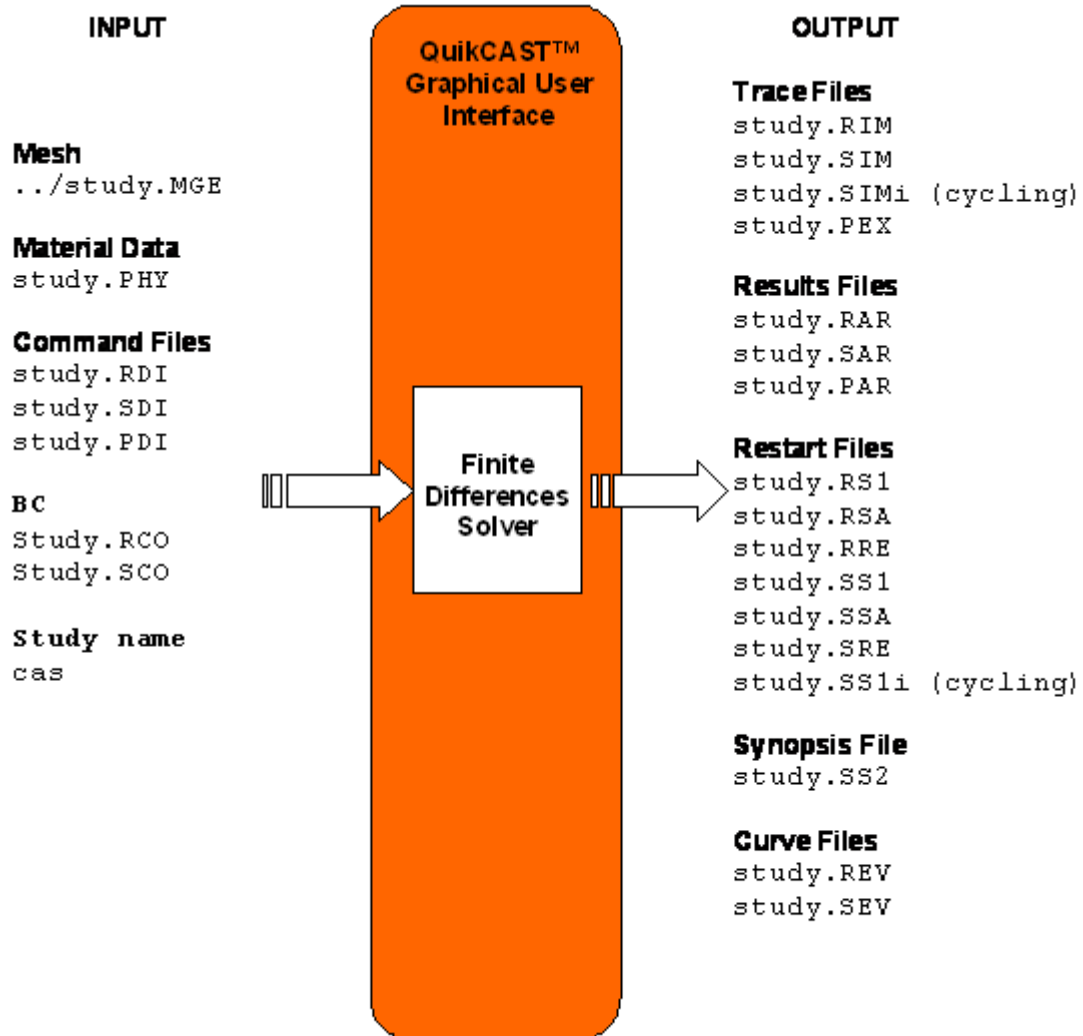 INPUT
Mesh
../study.MGE
Material Data
study.PHY
Command Files
study.RDI
study.SDI
study.PDI
BC
Study.RCO
Study.SCO
Study name
cas
QuikCAST™
Graphical User
Interface
Finite
Differences
Solver
OUTPUT
Trace Files
study.RIM
study.SIM
study.SIMi (cycling)
study.PEX
Results Files
study.RAR
study.SAR
study.PAR
Restart Files
study.RS1
study.RSA
study.RRE
study.SS1
study.SSA
study.SRE
study.SS1i (cycling)
Synopsis File
study.SS2
Curve Files
study.REV
study.SEV